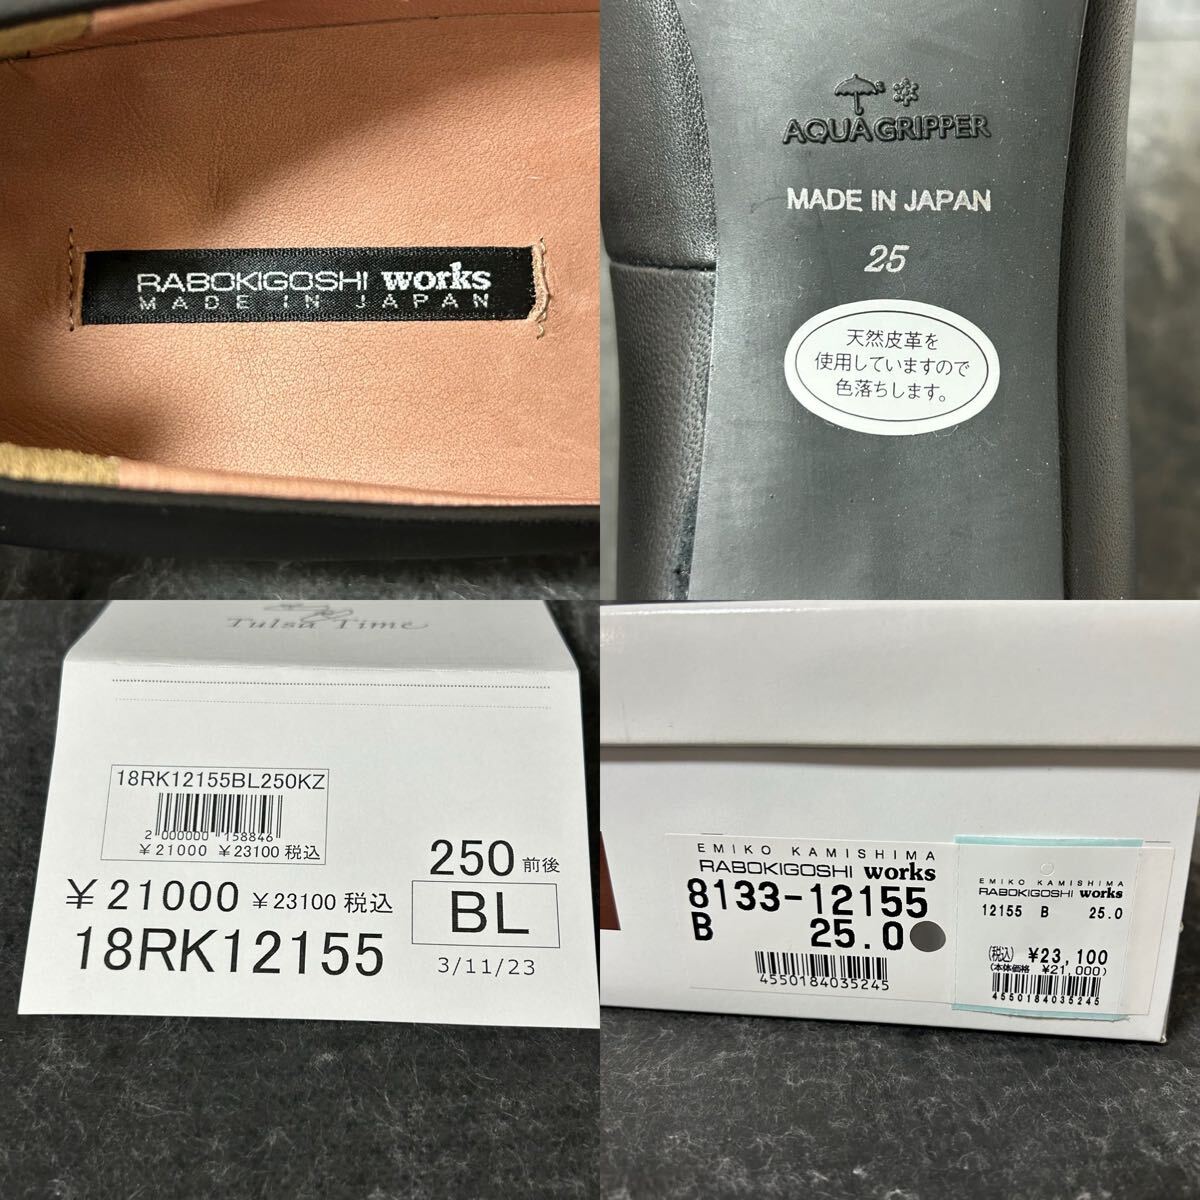 RABOKIGOSHI works
MADE IN JAPAN
AQUA GRIPPER
MADE IN JAPAN
25
天然皮革を
使用していますので
色落ちします。
Tulsa Time
18RK12155BL250KZ
2 000000 158846
¥21000 ¥23100 税込
¥21000 ¥23100 税込
18RK12155
250 前後
BL
3/11/23
EMIKO KAMISHIMA
RABOKIGOSHI works
8133-12155
B 25.0
4550184035245
EMIKO KAMISHIMA
RABOKIGOSHI works
12155 B 25.0
(税込) ¥23,100
(本体価格 ¥21,000)
4550184035245